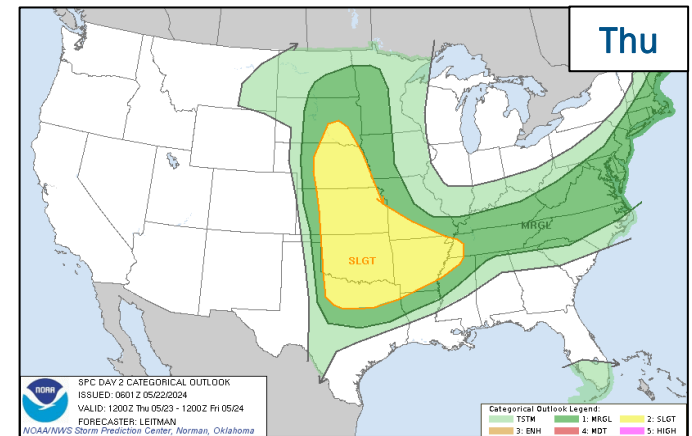 Thu
MRGL
SLGT
NOAA
SPC DAY 2 CATEGORICAL OUTLOOK
ISSUED: 0601 Z 05/22/2024
VALID: 1200Z Thu 05/23 - 1200Z Fri 05/24
FORECASTER: LEITMAN
NOAA/NWS Storm Prediction Center, Norman, Oklahoma
Categorical Outlook Legend:
TSTM 1: MRGL 2: SLGT
3: ENH 4: MDT 5: HIGH